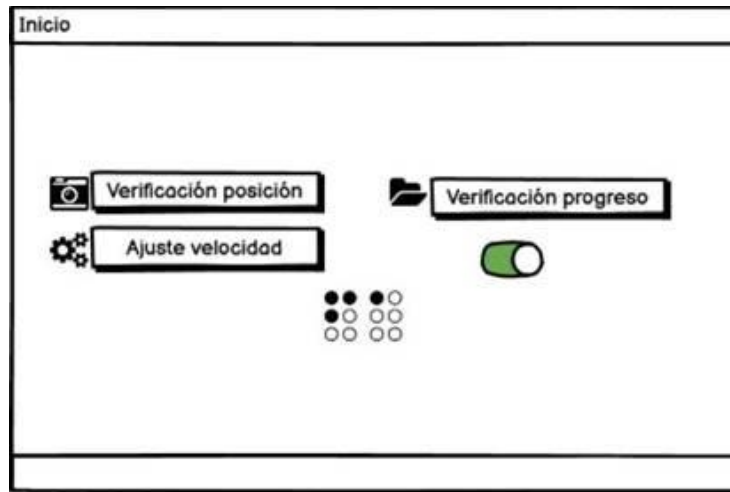 Inicio
Verificación posición
Verificación progreso
Ajuste velocidad
⠋⠁